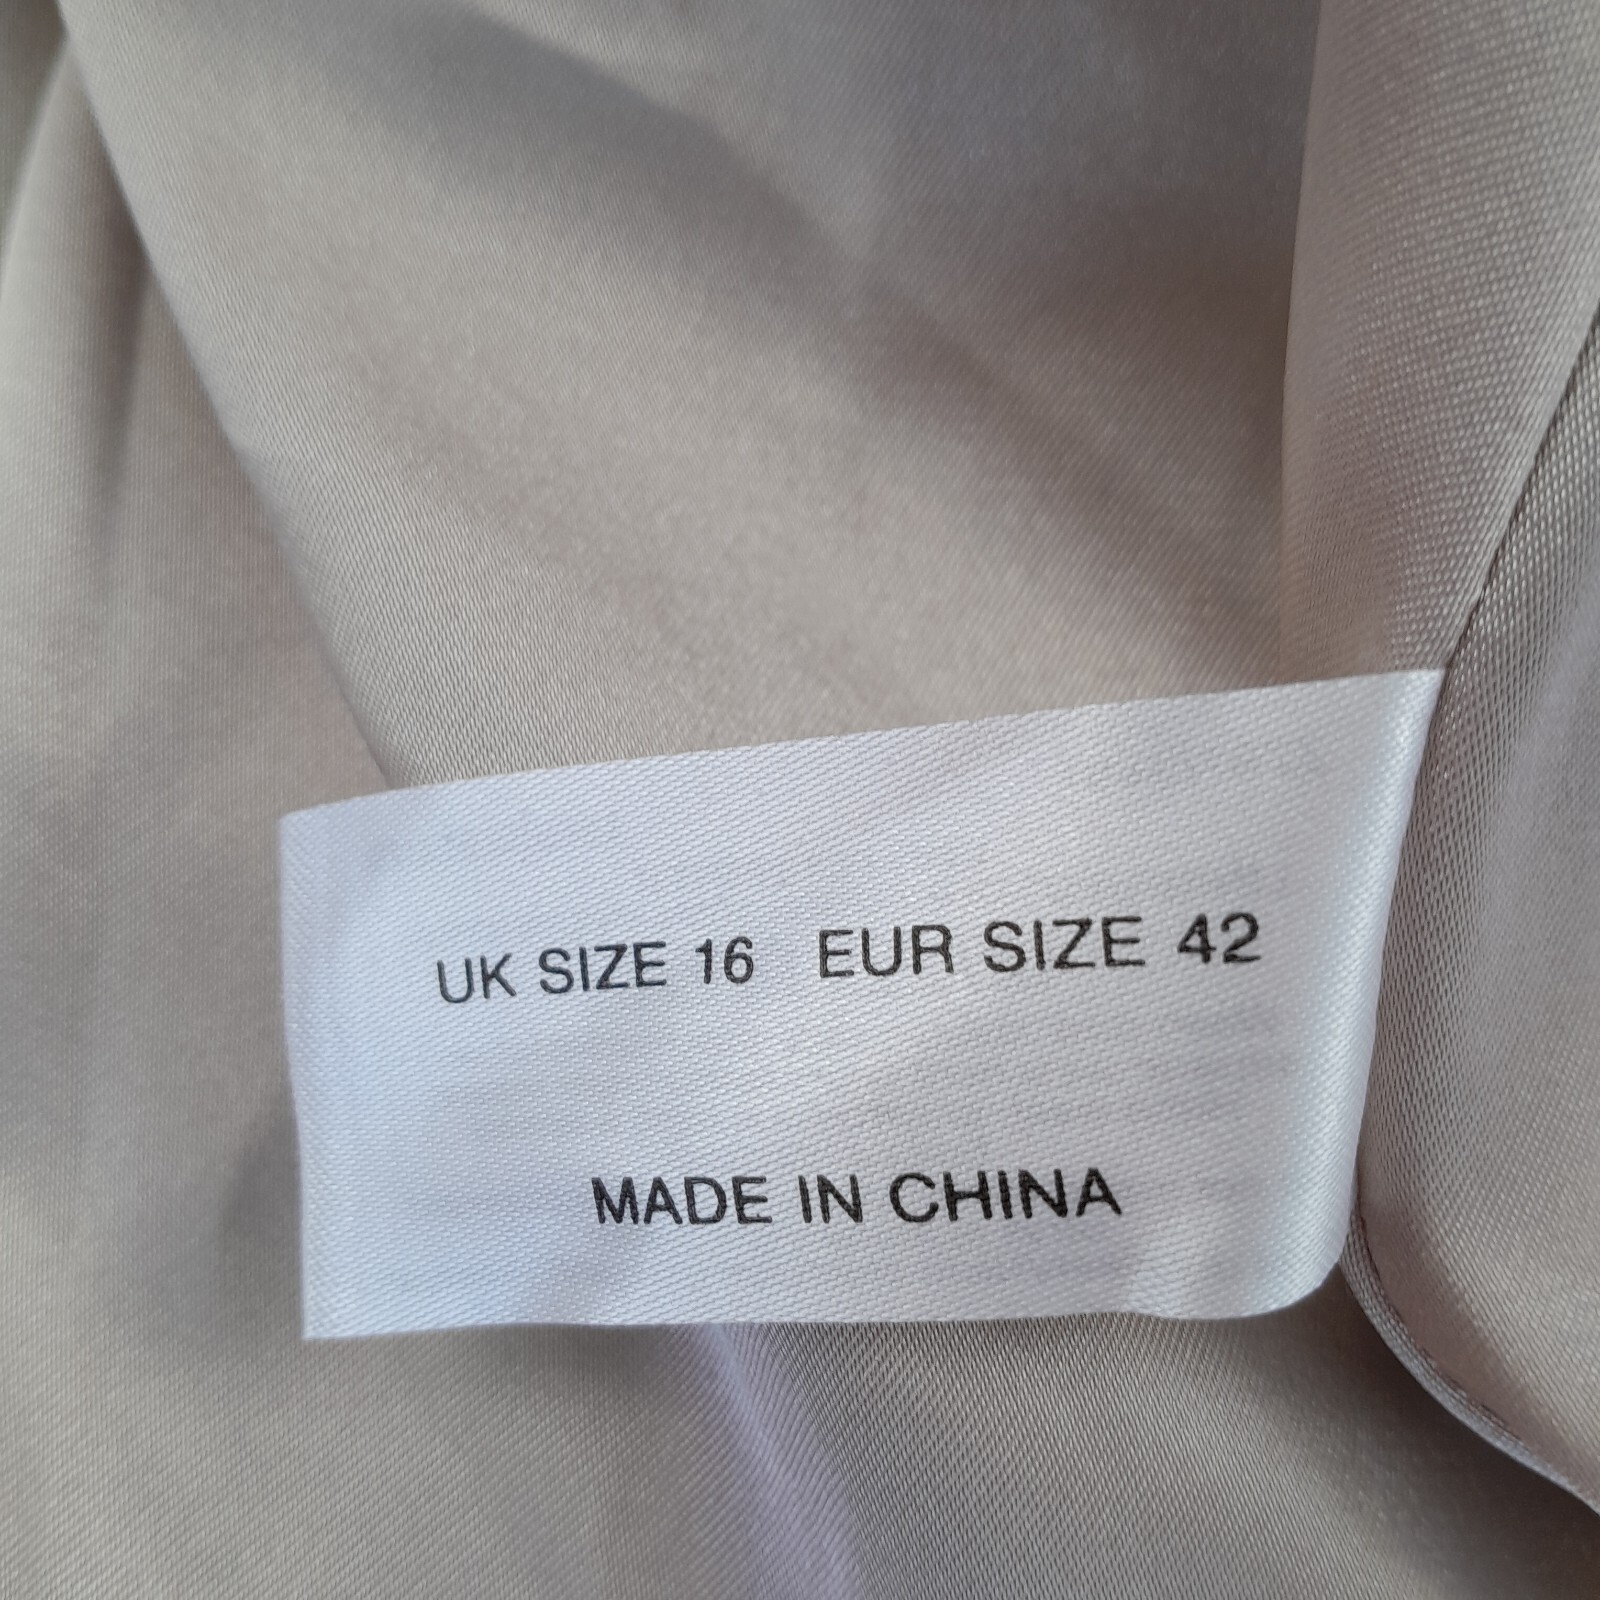 UK SIZE 16 EUR SIZE 42
MADE IN CHINA